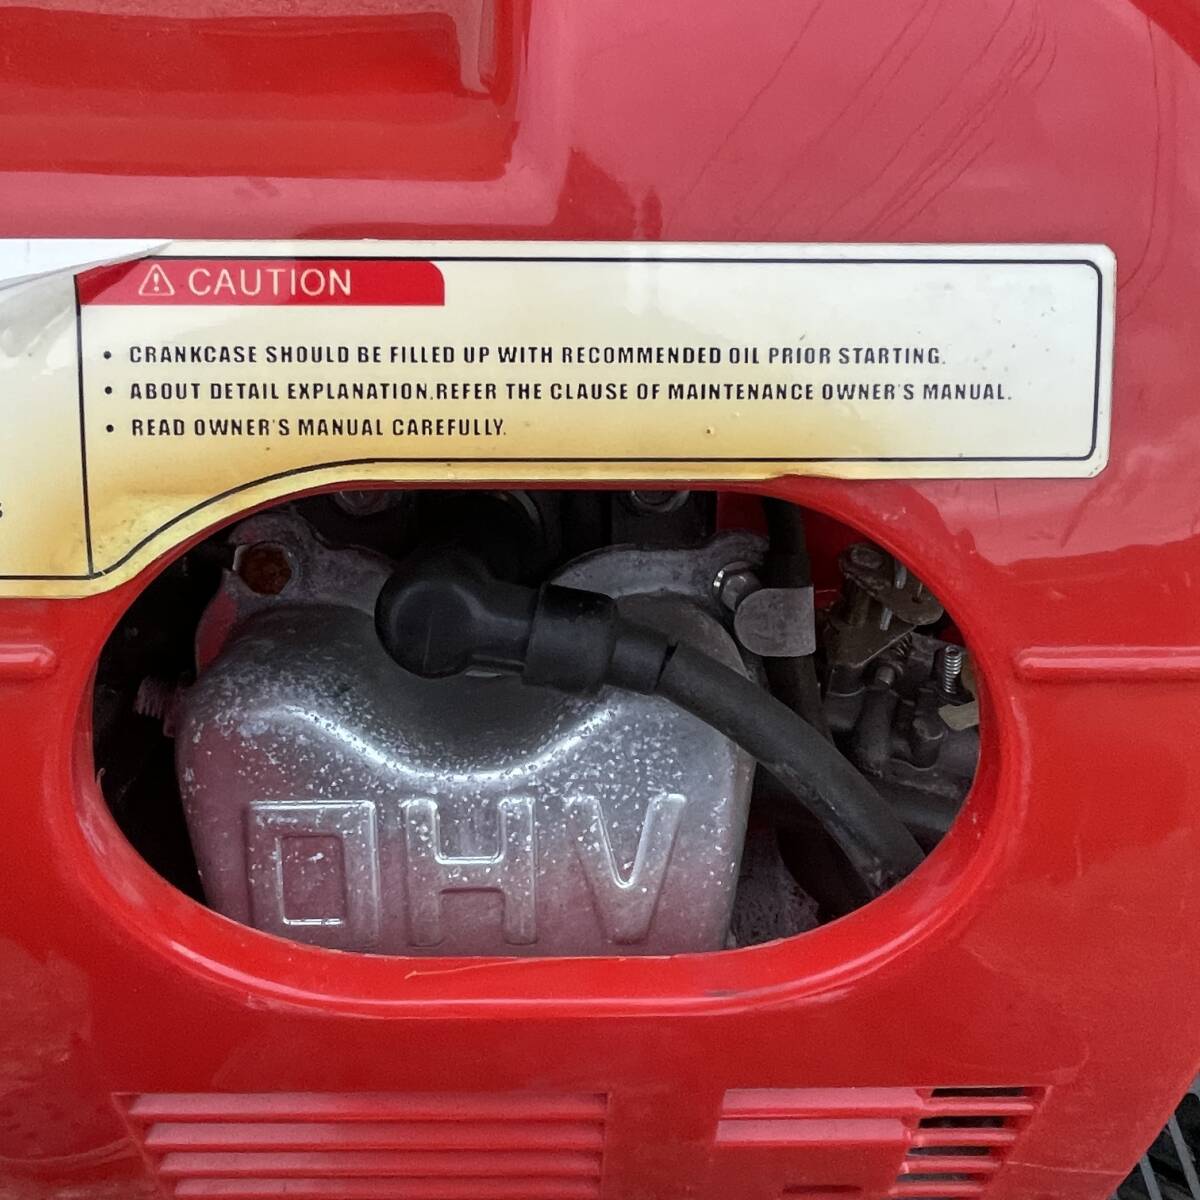 CAUTION
• CRANKCASE SHOULD BE FILLED UP WITH RECOMMENDED OIL PRIOR STARTING.
• ABOUT DETAIL EXPLANATION.REFER THE CLAUSE OF MAINTENANCE OWNER'S MANUAL.
• READ OWNER'S MANUAL CAREFULLY.
OHV